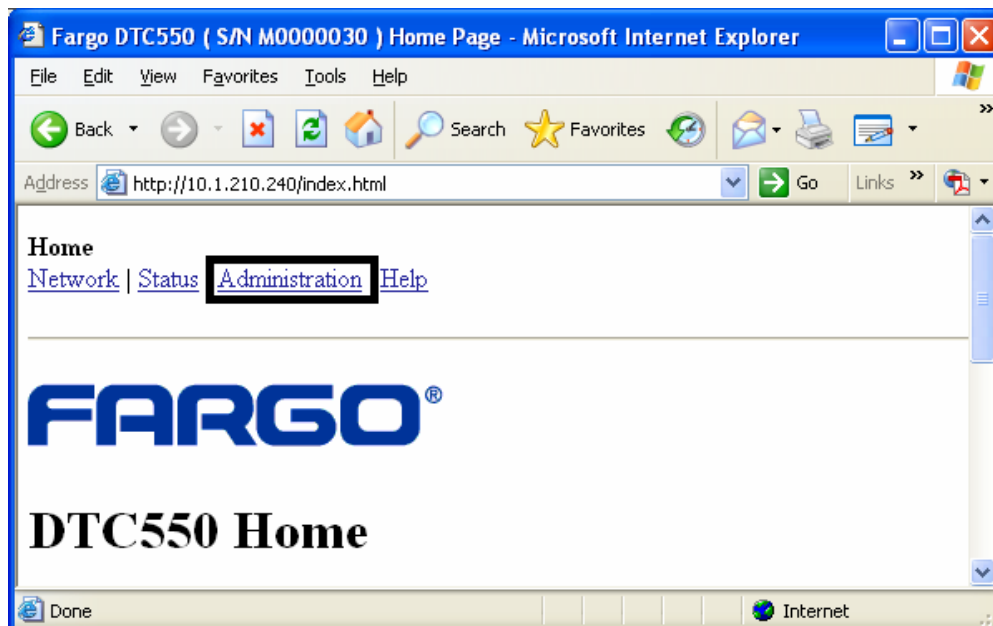 Fargo DTC550 ( S/N M0000030 ) Home Page - Microsoft Internet Explorer
File Edit View Favorites Tools Help
Back Search Favorites »
Address http://10.1.210.240/index.html Go Links »
Home
Network | Status Administration Help
FARGO®
DTC550 Home
Done Internet